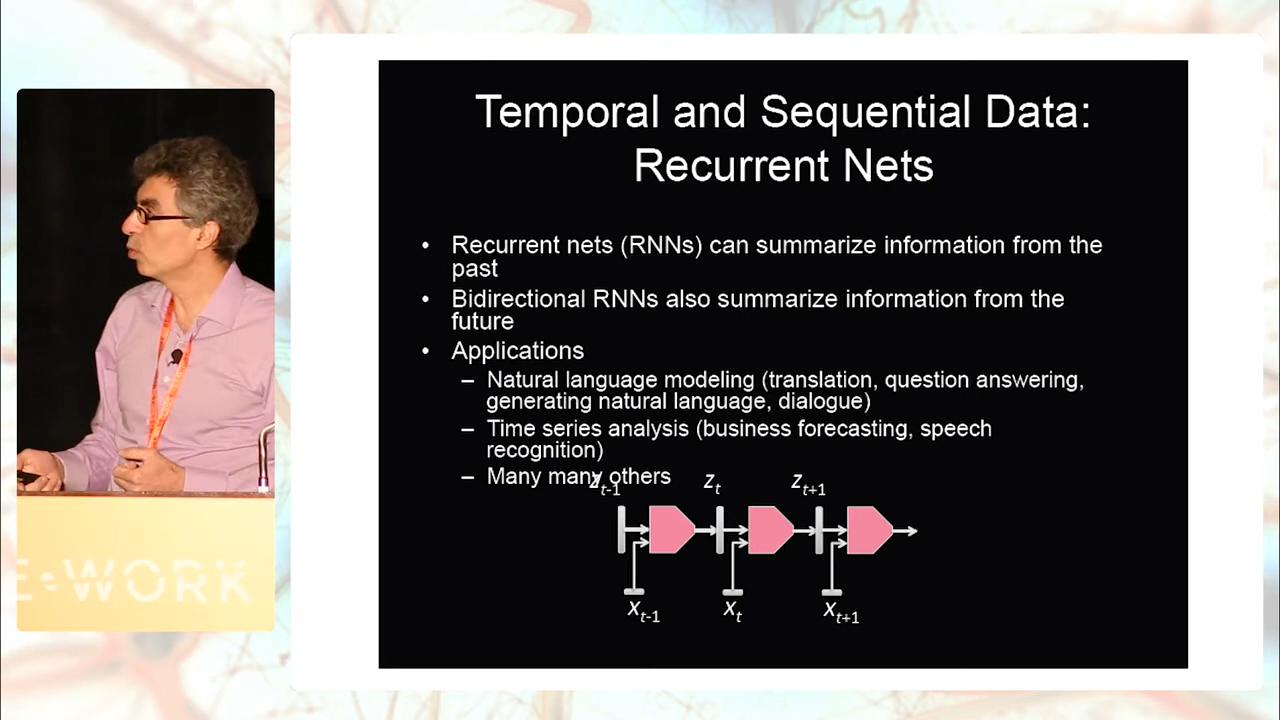 Temporal and Sequential Data:
Recurrent Nets
• Recurrent nets (RNNs) can summarize information from the
past
• Bidirectional RNNs also summarize information from the
future
• Applications
– Natural language modeling (translation, question answering,
generating natural language, dialogue)
– Time series analysis (business forecasting, speech
recognition)
– Many many others
z_{t-1} z_t z_{t+1}
x_{t-1} x_t x_{t+1}
E•WORK